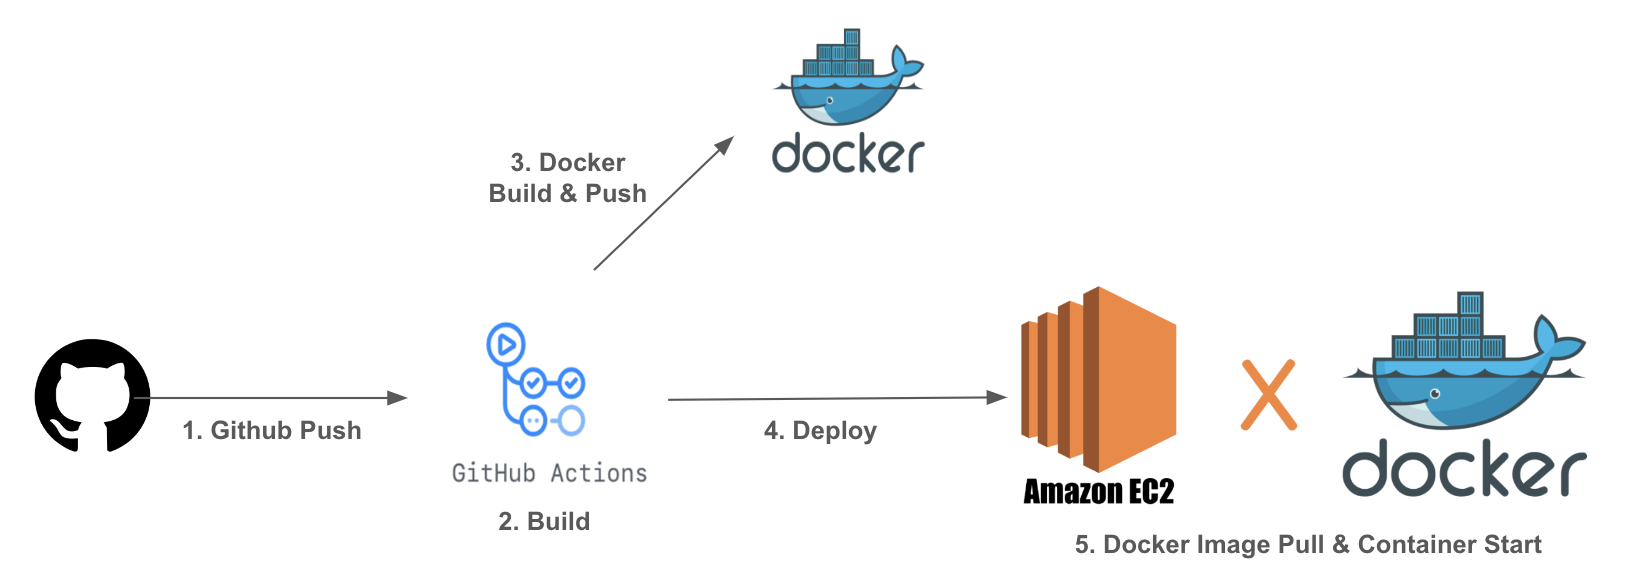 docker
3. Docker
Build & Push
1. Github Push
GitHub Actions
2. Build
4. Deploy
Amazon EC2
X
docker
5. Docker Image Pull & Container Start